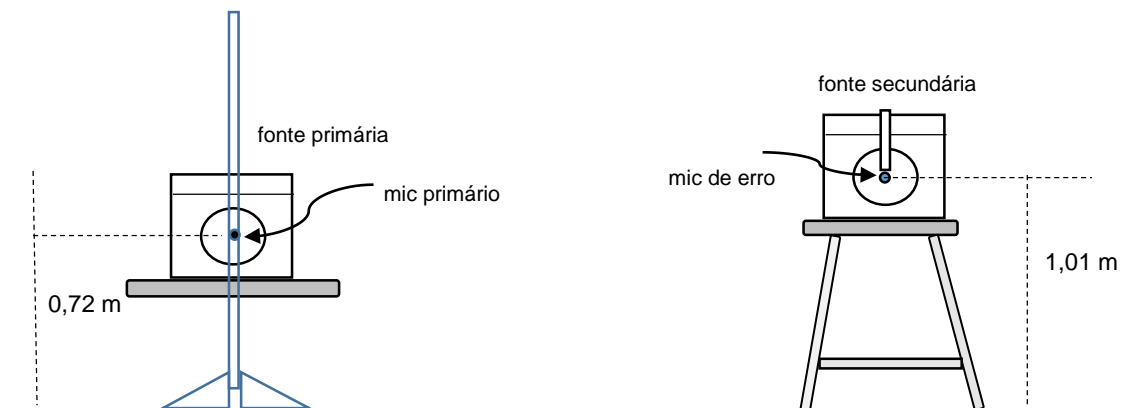 fonte primária
mic primário
0,72 m
fonte secundária
mic de erro
1,01 m